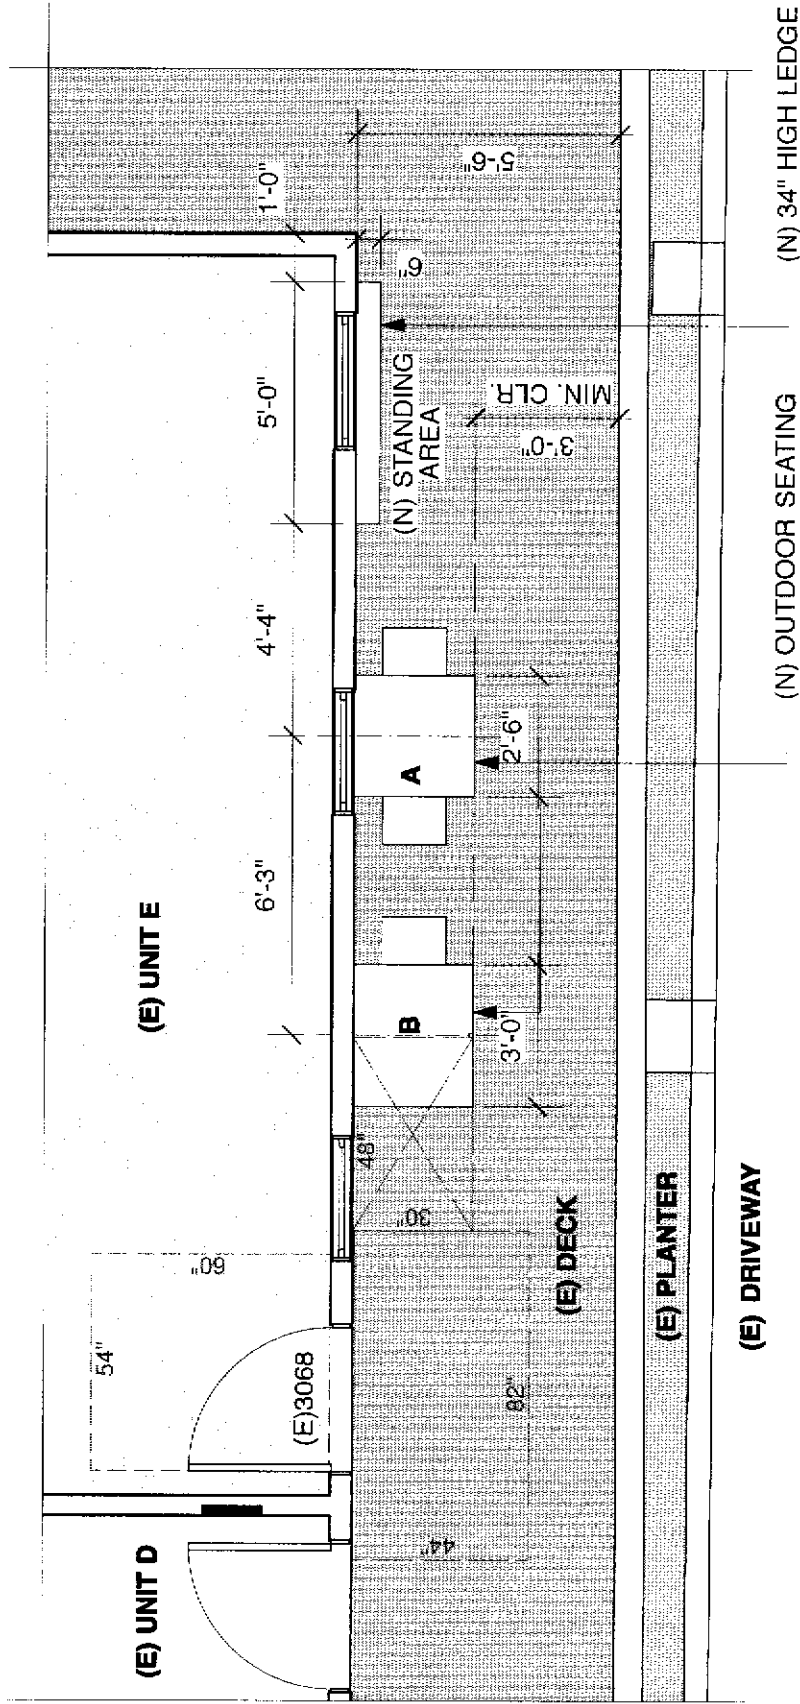 (E) UNIT D
(E) UNIT E
54"
60"
(E)3068
6'-3"
4'-4"
5'-0"
1'-0"
48"
30"
44"
82"
B
A
3'-0"
2'-6"
(N) STANDING
AREA
6"
3'-0"
MIN. CLR.
5'-6"
(E) DECK
(E) PLANTER
(E) DRIVEWAY
(N) OUTDOOR SEATING
(N) 34" HIGH LEDGE